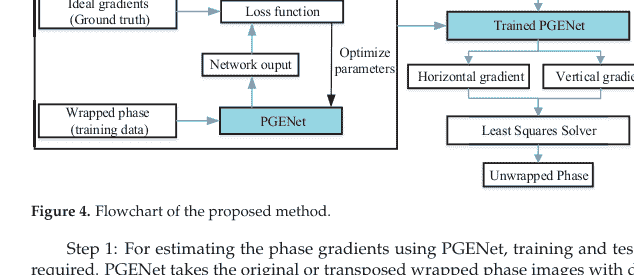 Ideal gradients
(Ground truth)
Loss function
Network ouput
Optimize
parameters
Wrapped phase
(training data)
PGENet
Trained PGENet
Horizontal gradient
Vertical
Least Squares Solver
Unwrapped Phase
Figure 4. Flowchart of the proposed method.
Step 1: For estimating the phase gradients using PGENet, training and
required. PGENet takes the original or transposed wrapped phase images with